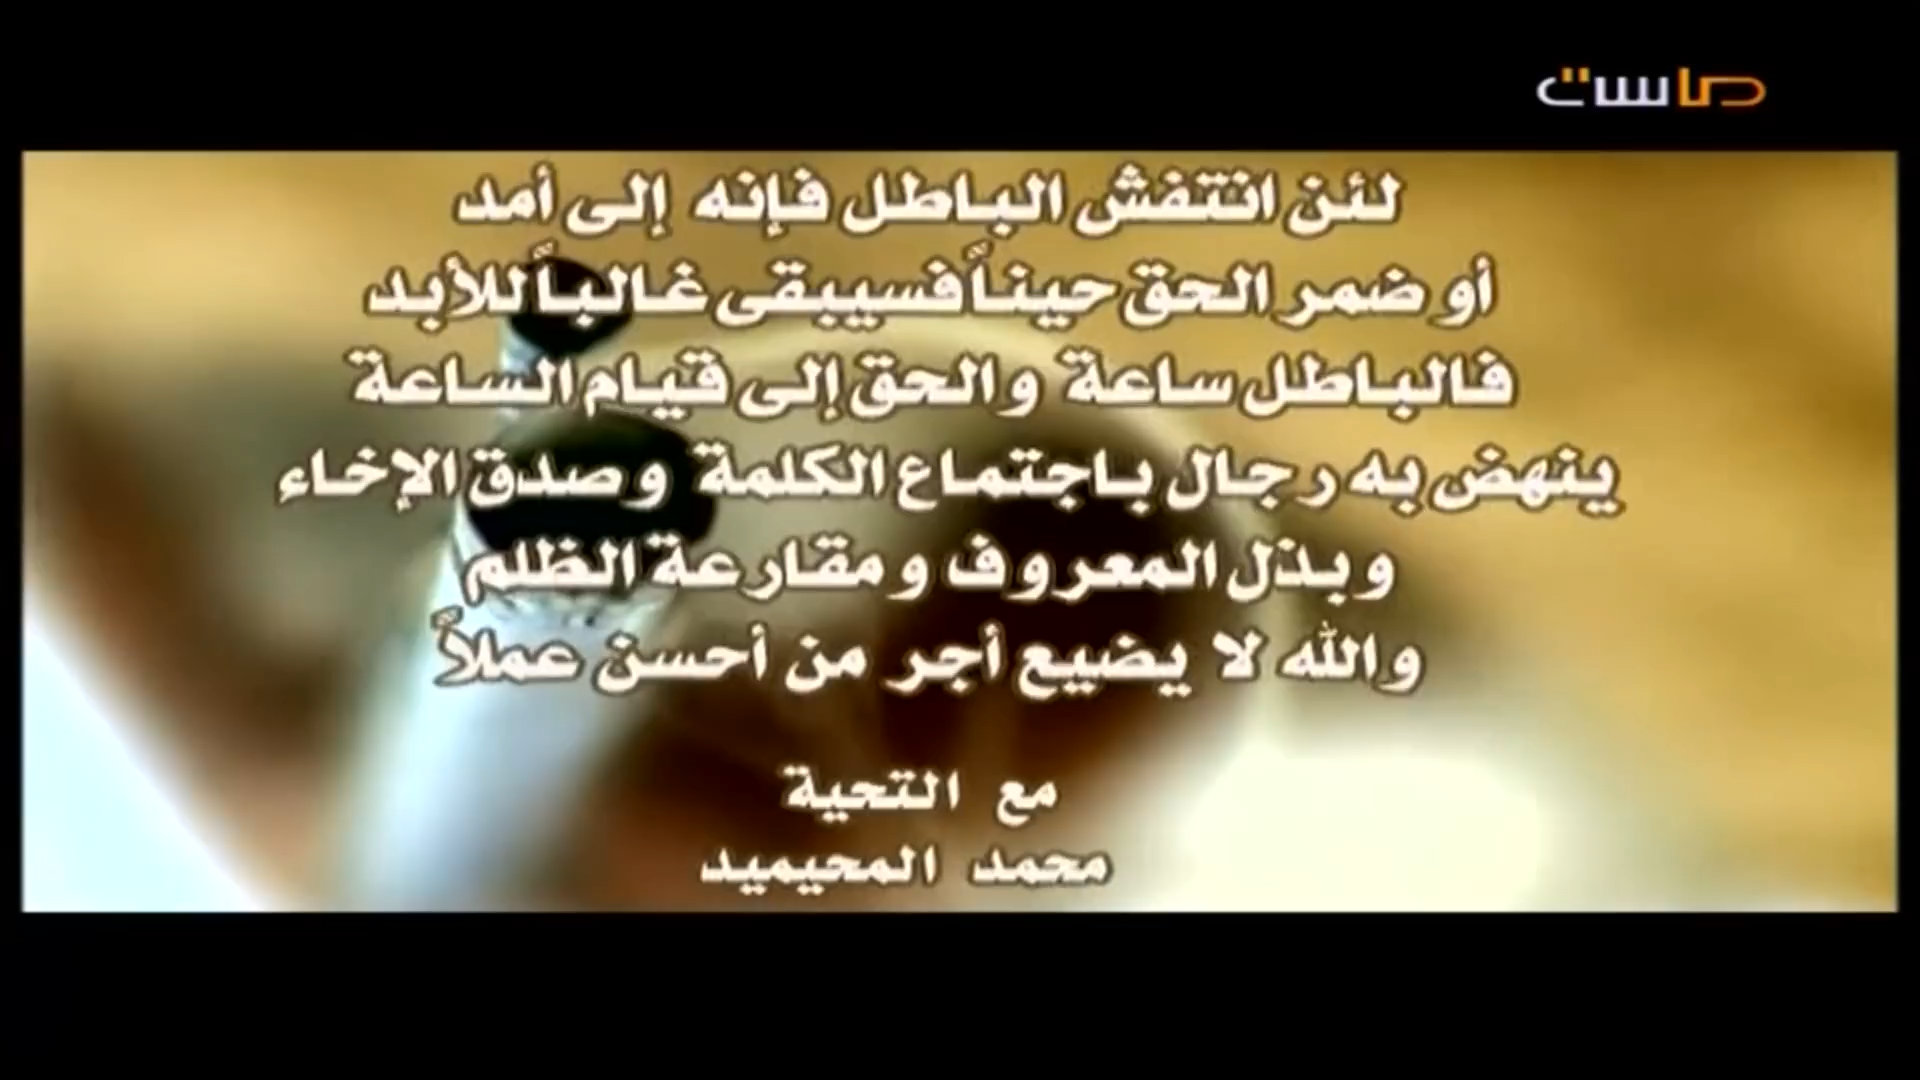 ماست
لئن انتفش الباطل فإنه إلى أمد
أو ضمر الحق حيناً فسيبقى غالباً للأبد
فالباطل ساعة والحق إلى قيام الساعة
ينهض به رجال باجتماع الكلمة وصدق الإخاء
وبذل المعروف ومقارعة الظلم
والله لا يضيع أجر من أحسن عملاً
مع التحية
محمد المحيميد